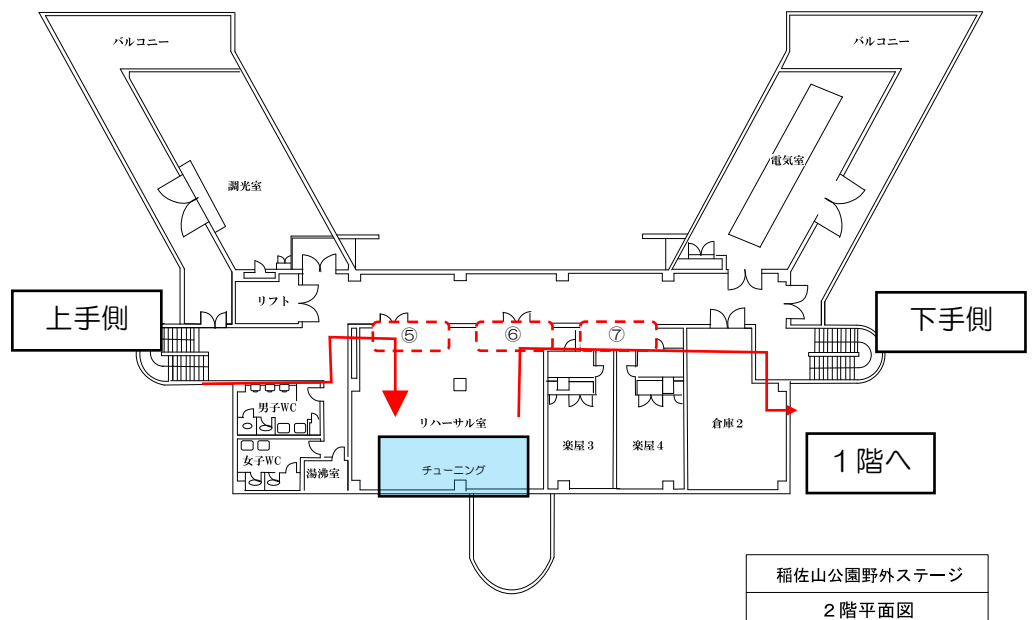 バルコニー
バルコニー
電気室
調光室
リフト
上手側
下手側
⑤
⑥
⑦
男子WC
リハーサル室
倉庫2
楽屋3
楽屋4
女子WC
湯沸室
チューニング
1階へ
稲佐山公園野外ステージ
2階平面図